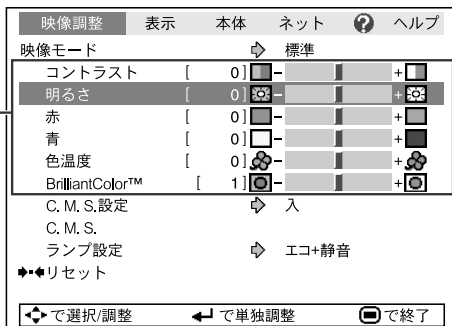 映像調整 表示 本体 ネット ? ヘルプ
映像モード 標準
コントラスト [ 0] - +
明るさ [ 0] - +
赤 [ 0] - +
青 [ 0] - +
色温度 [ 0] - +
BrilliantColor™ [ 1] - +
C. M. S.設定 入
C. M. S.
ランプ設定 エコ+静音
リセット
で選択/調整 で単独調整 で終了